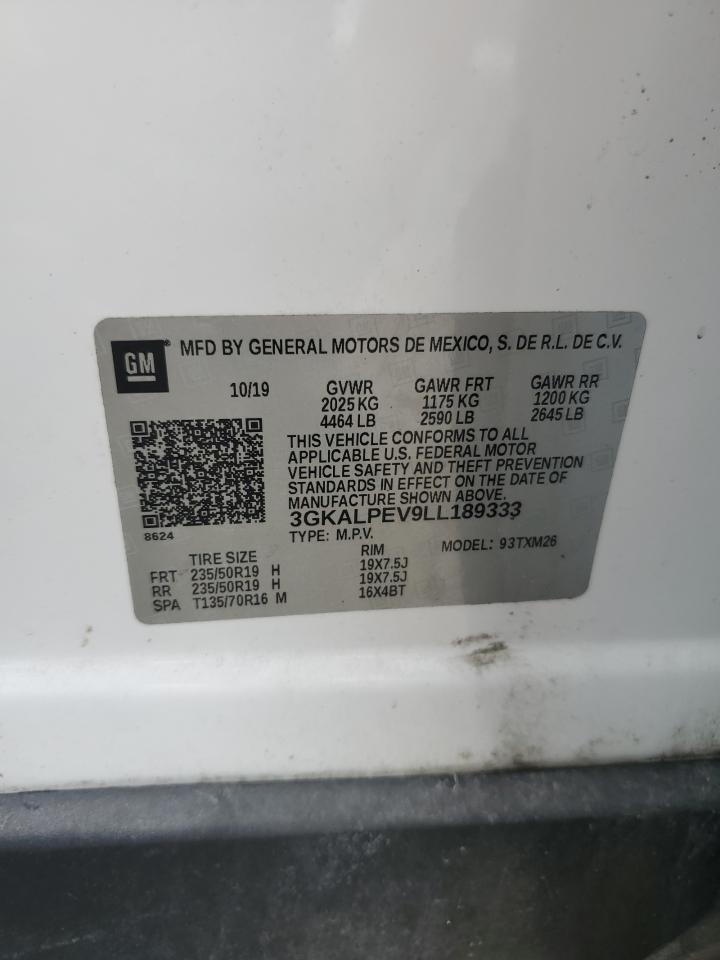 GM
MFD BY GENERAL MOTORS DE MEXICO, S. DE R.L. DE C.V.
10/19 GVWR GAWR FRT GAWR RR
2025 KG 1175 KG 1200 KG
4464 LB 2590 LB 2645 LB
THIS VEHICLE CONFORMS TO ALL
APPLICABLE U.S. FEDERAL MOTOR
VEHICLE SAFETY AND THEFT PREVENTION
STANDARDS IN EFFECT ON THE DATE OF
MANUFACTURE SHOWN ABOVE.
3GKALPEV9LL189333
8624
TYPE: M.P.V. MODEL: 93TXM26
TIRE SIZE RIM
FRT 235/50R19 H 19X7.5J
RR 235/50R19 H 19X7.5J
SPA T135/70R16 M 16X4BT